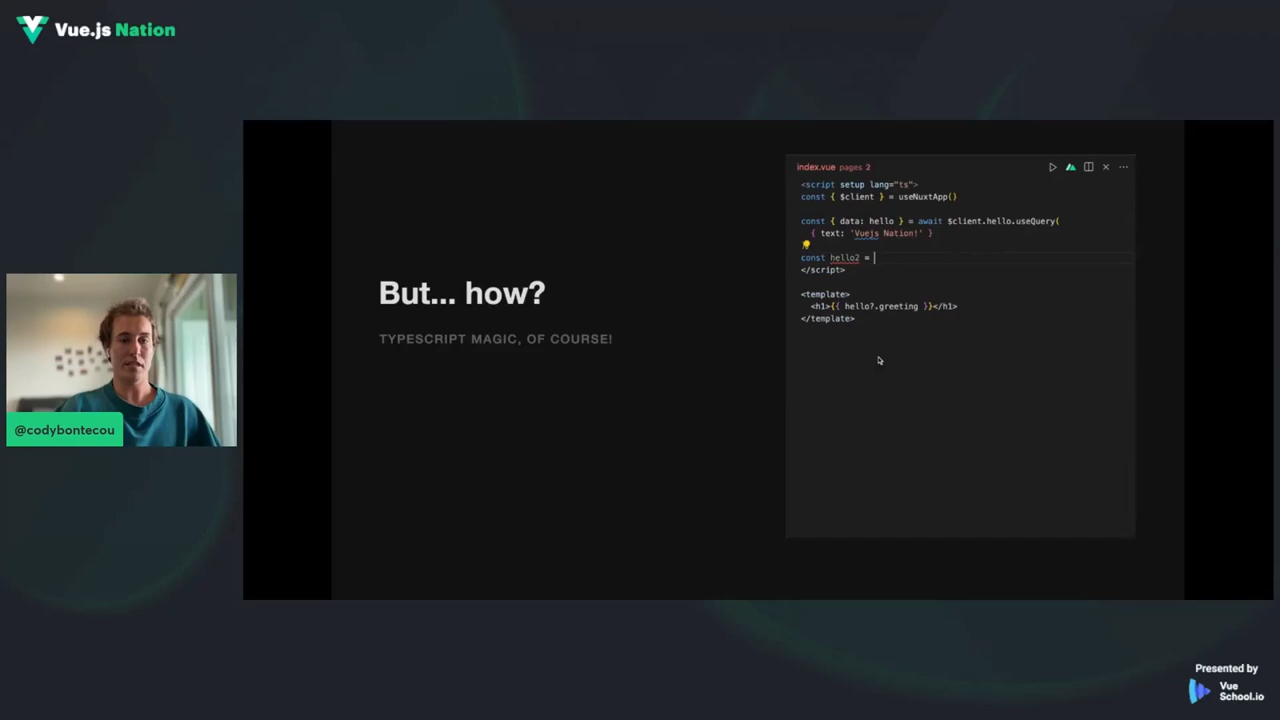 Vue.js Nation
But... how?
TYPESCRIPT MAGIC, OF COURSE!
index.vue pages 2
<script setup lang="ts">
const { $client } = useNuxtApp()
const { data: hello } = await $client.hello.useQuery(
{ text: 'Vuejs Nation!' }
const hello2 =
</script>
<template>
<h1>{{ hello?.greeting }}</h1>
</template>
@codybontecou
Presented by
Vue
School.io